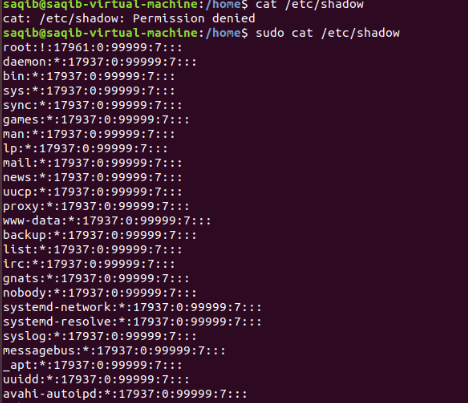 saqib@saqib-virtual-machine:/home$ cat /etc/shadow
cat: /etc/shadow: Permission denied
saqib@saqib-virtual-machine:/home$ sudo cat /etc/shadow
root:!:17961:0:99999:7:::
daemon:*:17937:0:99999:7:::
bin:*:17937:0:99999:7:::
sys:*:17937:0:99999:7:::
sync:*:17937:0:99999:7:::
games:*:17937:0:99999:7:::
man:*:17937:0:99999:7:::
lp:*:17937:0:99999:7:::
mail:*:17937:0:99999:7:::
news:*:17937:0:99999:7:::
uucp:*:17937:0:99999:7:::
proxy:*:17937:0:99999:7:::
www-data:*:17937:0:99999:7:::
backup:*:17937:0:99999:7:::
list:*:17937:0:99999:7:::
irc:*:17937:0:99999:7:::
gnats:*:17937:0:99999:7:::
nobody:*:17937:0:99999:7:::
systemd-network:*:17937:0:99999:7:::
systemd-resolve:*:17937:0:99999:7:::
syslog:*:17937:0:99999:7:::
messagebus:*:17937:0:99999:7:::
_apt:*:17937:0:99999:7:::
uuidd:*:17937:0:99999:7:::
avahi-autoipd:*:17937:0:99999:7:::